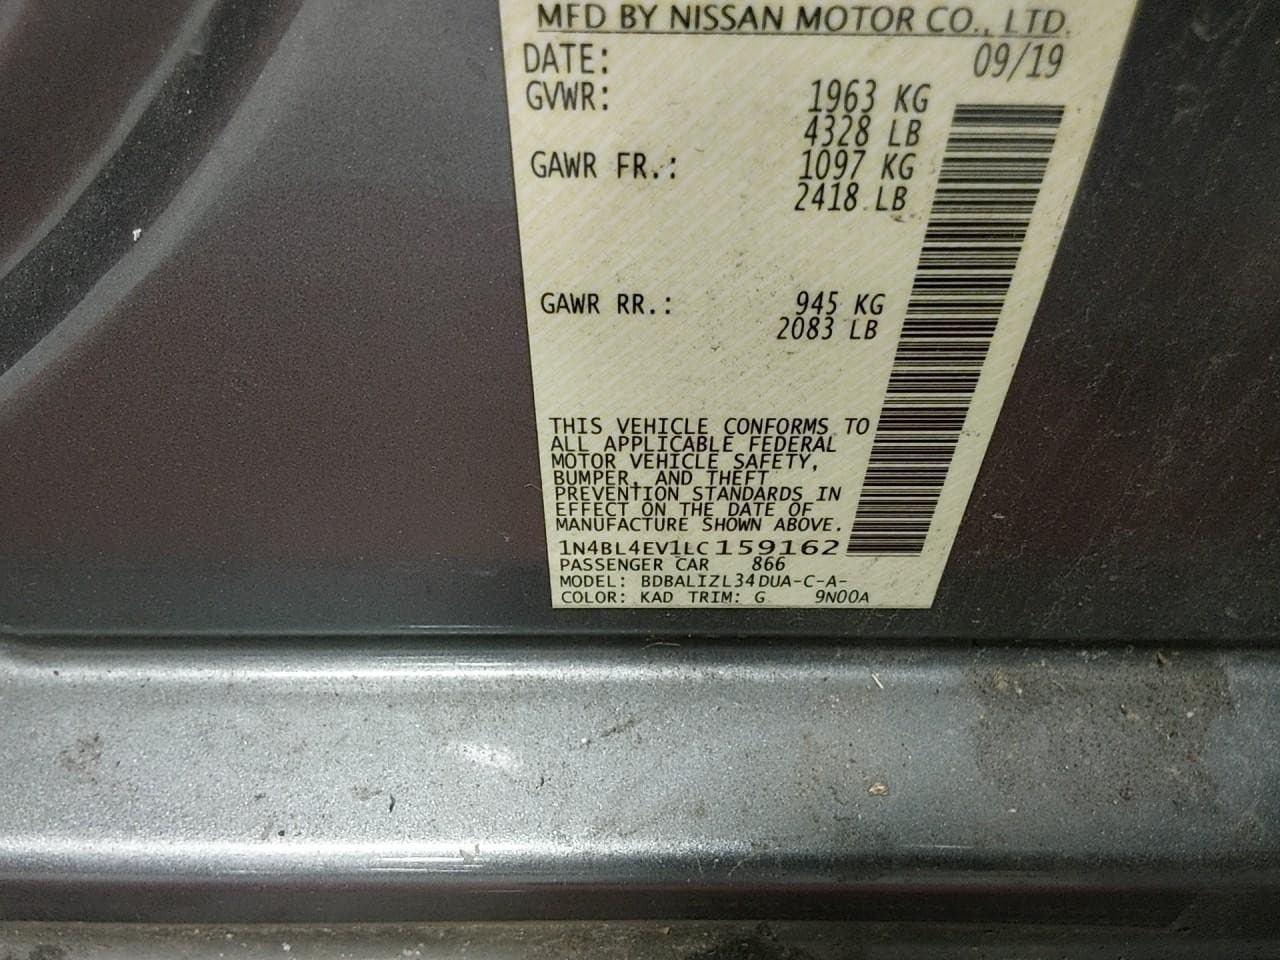 MFD BY NISSAN MOTOR CO., LTD.
DATE: 09/19
GVWR: 1963 KG
4328 LB
GAWR FR.: 1097 KG
2418 LB
GAWR RR.: 945 KG
2083 LB
THIS VEHICLE CONFORMS TO
ALL APPLICABLE FEDERAL
MOTOR VEHICLE SAFETY,
BUMPER, AND THEFT
PREVENTION STANDARDS IN
EFFECT ON THE DATE OF
MANUFACTURE SHOWN ABOVE.
1N4BL4EV1LC159162
PASSENGER CAR 866
MODEL: BDBALIZL34DUA-C-A-
COLOR: KAD TRIM: G 9N00A